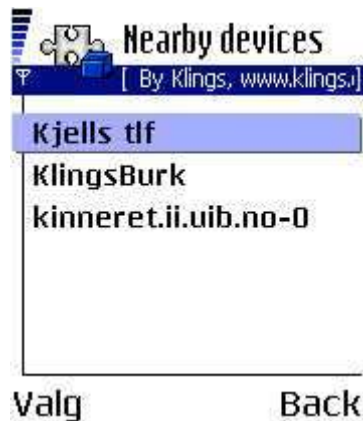 Nearby devices
[ By Klings, www.klings.
Kjells tlf
KlingsBurk
kinneret.ii.uib.no-0
Valg Back